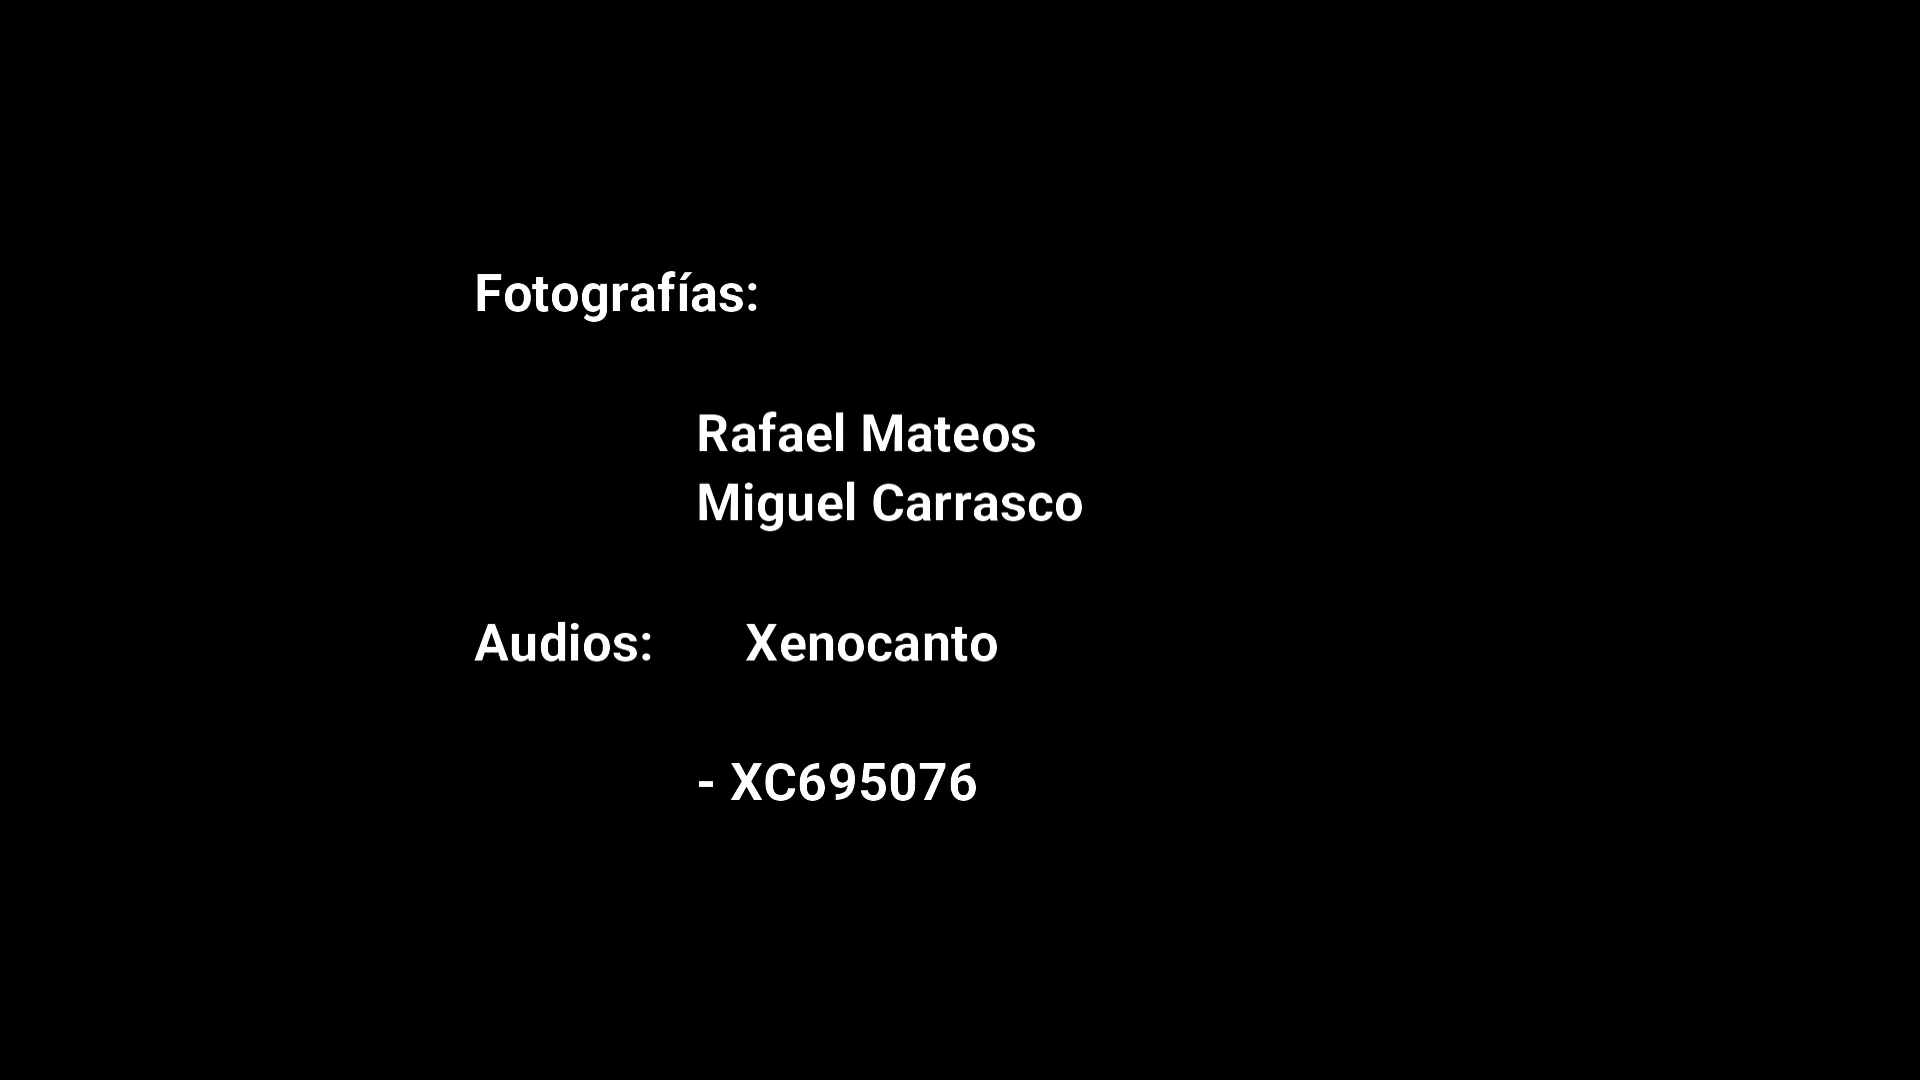 Fotografías:
Rafael Mateos
Miguel Carrasco
Audios: Xenocanto
- XC695076